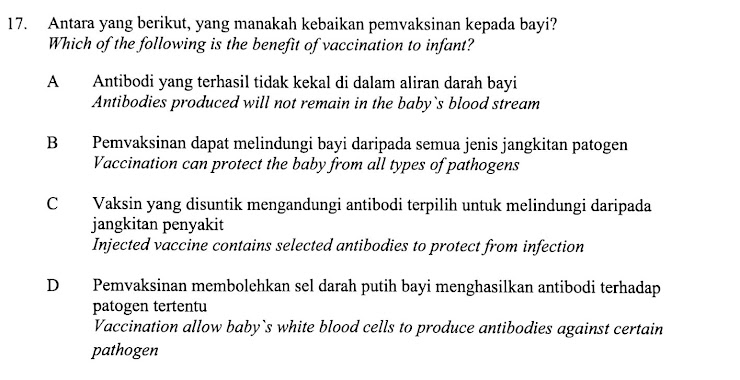 17. Antara yang berikut, yang manakah kebaikan pemvaksinan kepada bayi?
Which of the following is the benefit of vaccination to infant?
A Antibodi yang terhasil tidak kekal di dalam aliran darah bayi
Antibodies produced will not remain in the baby`s blood stream
B Pemvaksinan dapat melindungi bayi daripada semua jenis jangkitan patogen
Vaccination can protect the baby from all types of pathogens
C Vaksin yang disuntik mengandungi antibodi terpilih untuk melindungi daripada
jangkitan penyakit
Injected vaccine contains selected antibodies to protect from infection
D Pemvaksinan membolehkan sel darah putih bayi menghasilkan antibodi terhadap
patogen tertentu
Vaccination allow baby`s white blood cells to produce antibodies against certain
pathogen